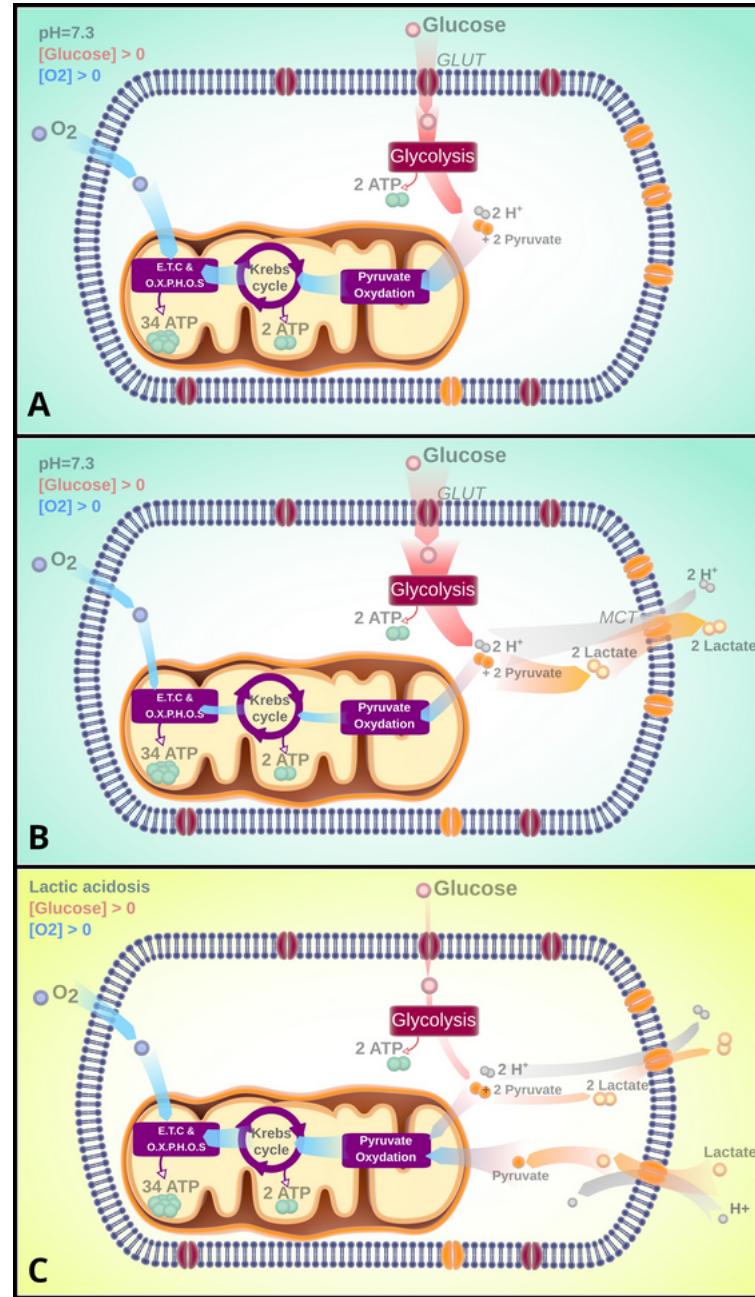 pH=7.3
[Glucose] > 0
[O2] > 0
Glucose
GLUT
O2
Glycolysis
2 ATP
2 H⁺
+ 2 Pyruvate
E.T.C &
O.X.P.H.O.S
Krebs
cycle
Pyruvate
Oxydation
34 ATP
2 ATP
A
pH=7.3
[Glucose] > 0
[O2] > 0
Glucose
GLUT
O2
Glycolysis
2 ATP
2 H⁺
MCT
2 H⁺
+ 2 Pyruvate
2 Lactate
2 Lactate
E.T.C &
O.X.P.H.O.S
Krebs
cycle
Pyruvate
Oxydation
34 ATP
2 ATP
B
Lactic acidosis
[Glucose] > 0
[O2] > 0
Glucose
O2
Glycolysis
2 ATP
2 H⁺
+ 2 Pyruvate
2 Lactate
E.T.C &
O.X.P.H.O.S
Krebs
cycle
Pyruvate
Oxydation
Pyruvate
Lactate
H+
34 ATP
2 ATP
C